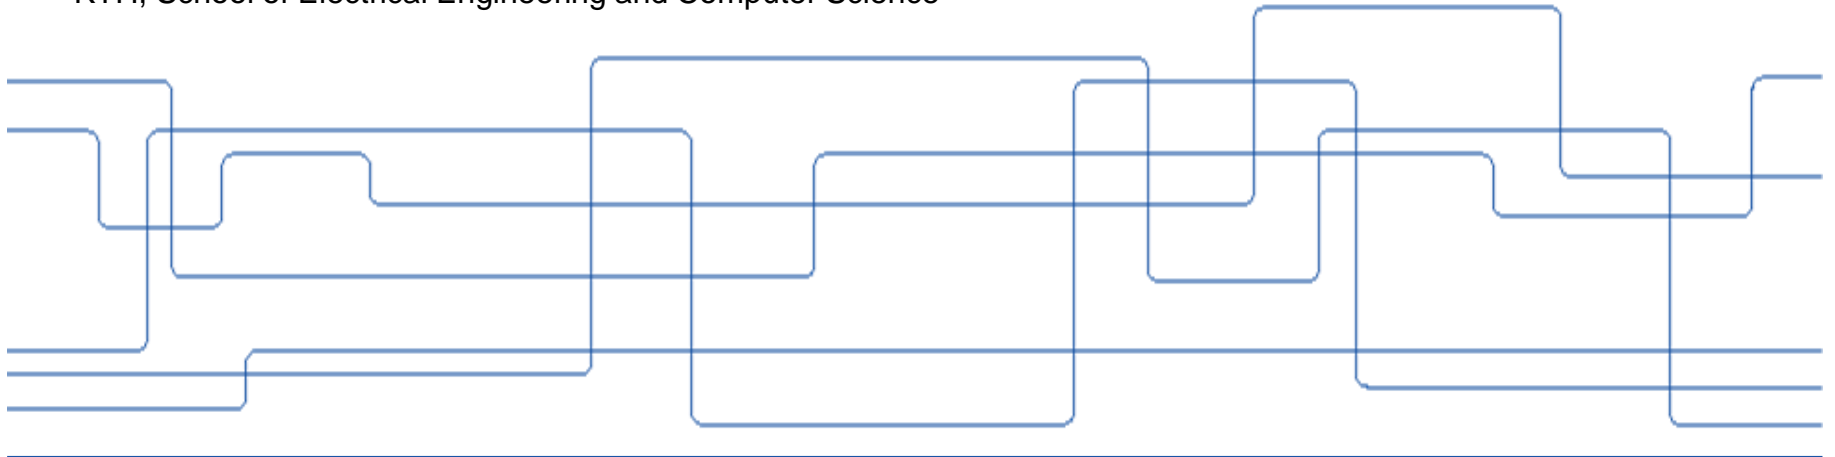 KTH, School of Electrical Engineering and Computer Science